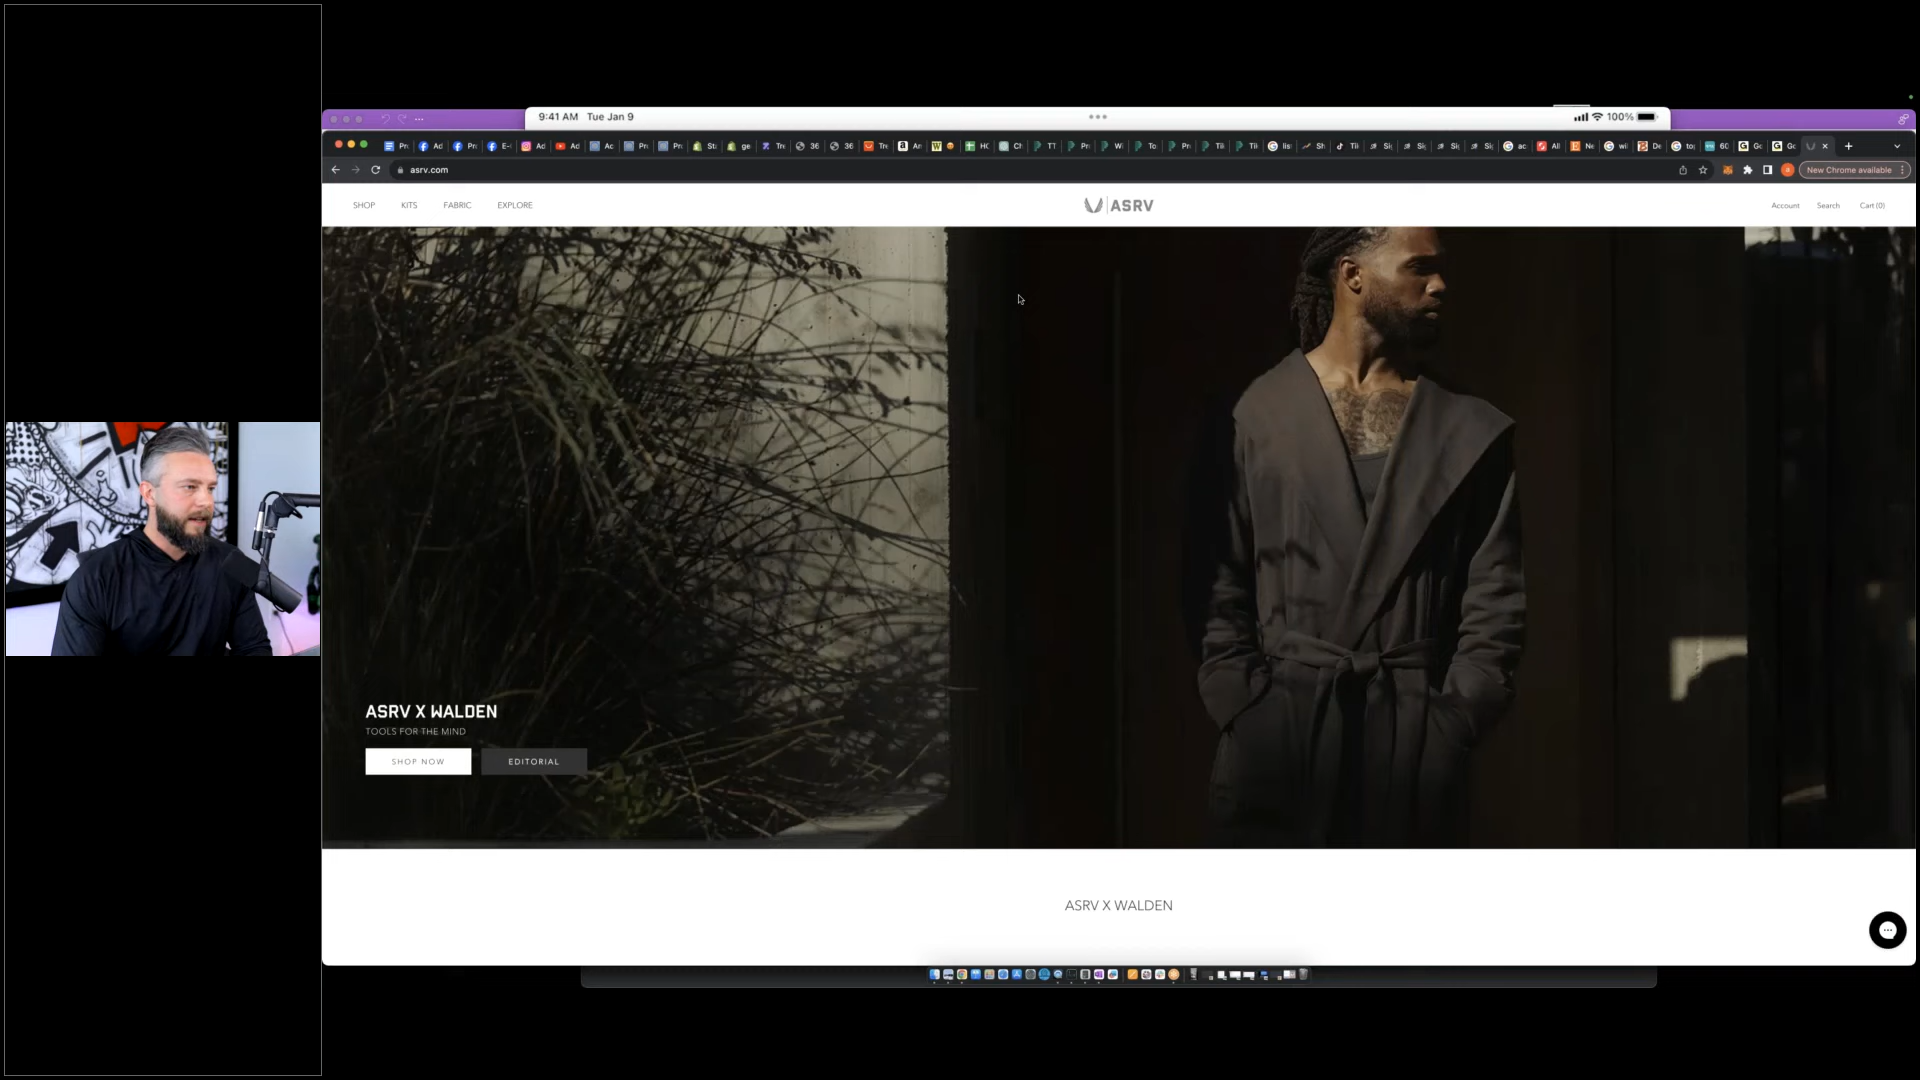 9:41 AM Tue Jan 9
100%
asrv.com
New Chrome available
SHOP KITS FABRIC EXPLORE
ASRV
Account Search Cart (0)
ASRV X WALDEN
TOOLS FOR THE MIND
SHOP NOW EDITORIAL
ASRV X WALDEN